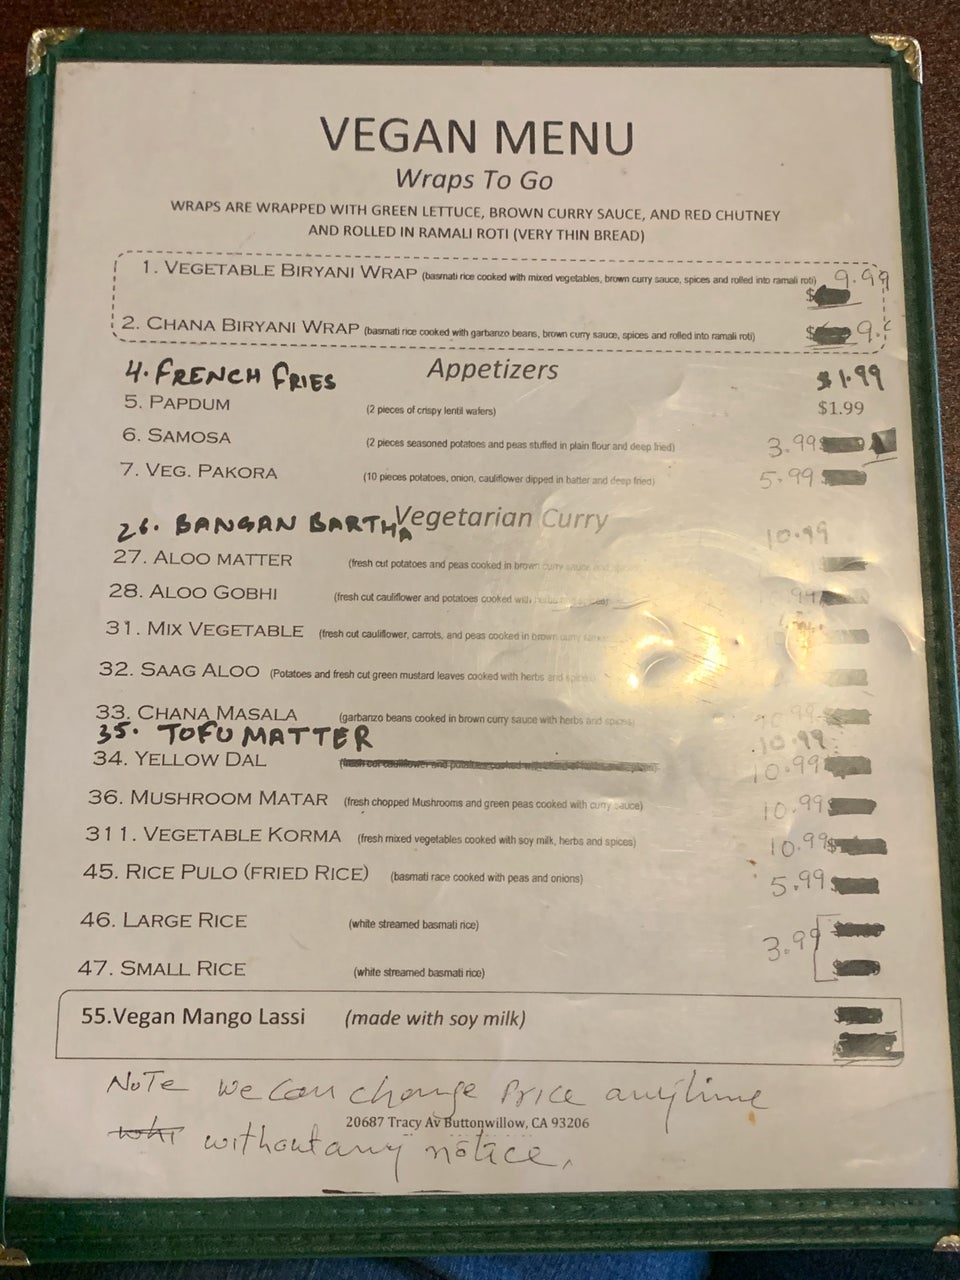 VEGAN MENU
Wraps To Go
WRAPS ARE WRAPPED WITH GREEN LETTUCE, BROWN CURRY SAUCE, AND RED CHUTNEY
AND ROLLED IN RAMALI ROTI (VERY THIN BREAD)
1. VEGETABLE BIRYANI WRAP (basmati rice cooked with mixed vegetables, brown curry sauce, spices and rolled into ramali roti) 9.99
$
2. CHANA BIRYANI WRAP (basmati rice cooked with garbanzo beans, brown curry sauce, spices and rolled into ramali roti) $ 9.
4. FRENCH FRIES Appetizers $1.99
5. PAPDUM (2 pieces of crispy lentil wafers) $1.99
6. SAMOSA (2 pieces seasoned potatoes and peas stuffed in plain flour and deep fried) 3.99$
7. VEG. PAKORA (10 pieces potatoes, onion, cauliflower dipped in batter and deep fried) 5.99
26. BANGAN BARTHA Vegetarian Curry 10.99
27. ALOO MATTER (fresh cut potatoes and peas cooked in brown curry sauce and spices
28. ALOO GOBHI (fresh cut cauliflower and potatoes cooked with herbs and spices)
31. MIX VEGETABLE (fresh cut cauliflower, carrots, and peas cooked in brown curry
32. SAAG ALOO (Potatoes and fresh cut green mustard leaves cooked with herbs and spices)
33. CHANA MASALA (garbanzo beans cooked in brown curry sauce with herbs and spices) 10.99
35. TOFU MATTER 10.99
34. YELLOW DAL 10.99
36. MUSHROOM MATAR (fresh chopped Mushrooms and green peas cooked with curry sauce) 10.99
311. VEGETABLE KORMA (fresh mixed vegetables cooked with soy milk, herbs and spices) 10.99$
45. RICE PULO (FRIED RICE) (basmati race cooked with peas and onions) 5.99
46. LARGE RICE (white streamed basmati rice)
3.99
47. SMALL RICE (white streamed basmati rice)
55.Vegan Mango Lassi (made with soy milk)
NOTE we can change Price anytime
20687 Tracy Av Buttonwillow, CA 93206
without any notice.